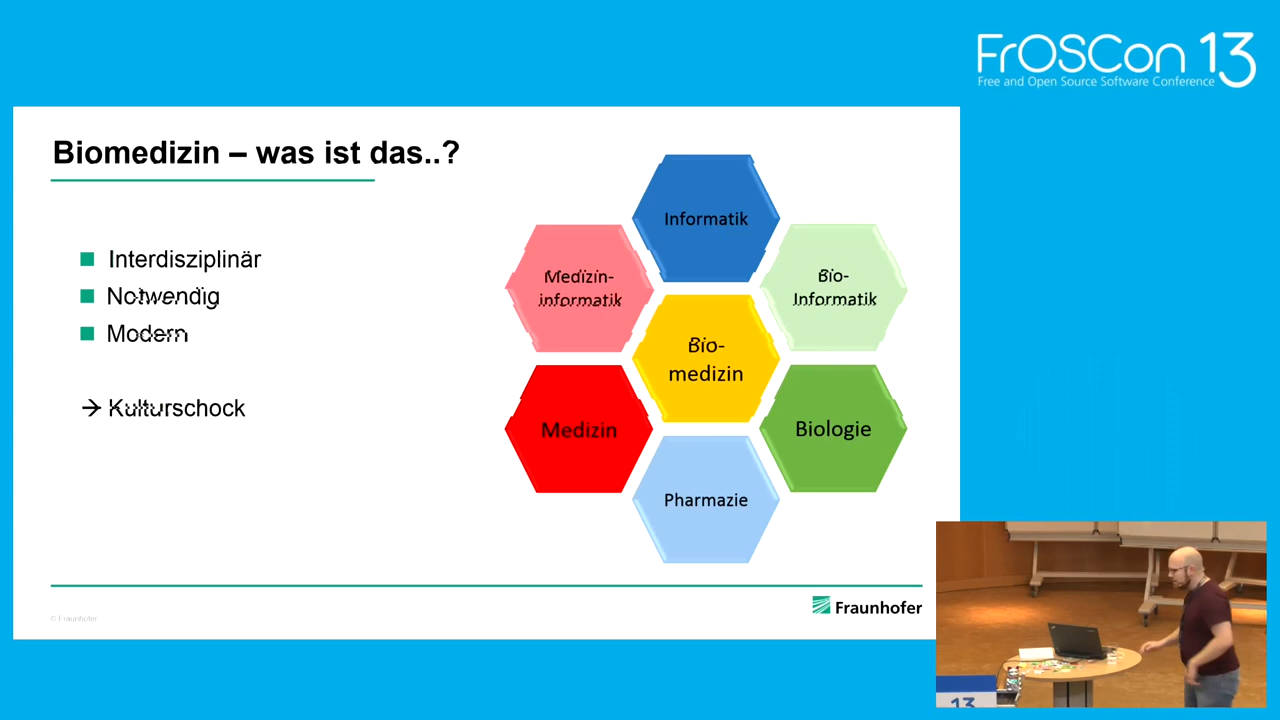 FrOSCon 13
Free and Open Source Software Conference
Biomedizin – was ist das..?
Interdisziplinär
Notwendig
Modern
→ Kulturschock
Informatik
Medizin-
informatik
Bio-
Informatik
Bio-
medizin
Medizin
Biologie
Pharmazie
© Fraunhofer
Fraunhofer
13